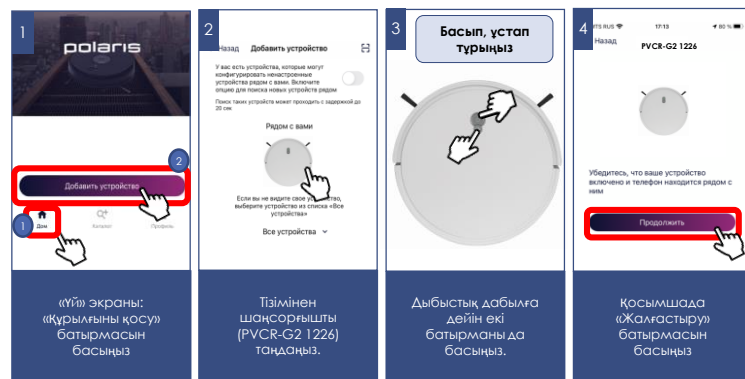 1
polaris
2
Добавить устройство
1
Дом
Каталог
Профиль
«Үй» экраны:
«Құрылғыны қосу»
батырмасын
басыңыз
2
Назад Добавить устройство
У вас есть устройства, которые могут
конфигурировать ненастроенные
устройства рядом с вами. Включите
опцию для поиска новых устройств рядом
Поиск таких устройств может проходить с задержкой до
20 сек
Рядом с вами
Если вы не видите свое устройство,
выберите устройство из списка «Все
устройства»
Все устройства
Тізімінен
шаңсорғышты
(PVCR-G2 1226)
таңдаңыз.
3
Басып, ұстап
тұрыңыз
Дыбыстық дабылға
дейін екі
батырманы да
басыңыз.
4
MTS RUS 17:13 80 %
Назад
PVCR-G2 1226
Убедитесь, что ваше устройство
включено и телефон находится рядом с
ним
Продолжить
Қосымшада
«Жалғастыру»
батырмасын
басыңыз